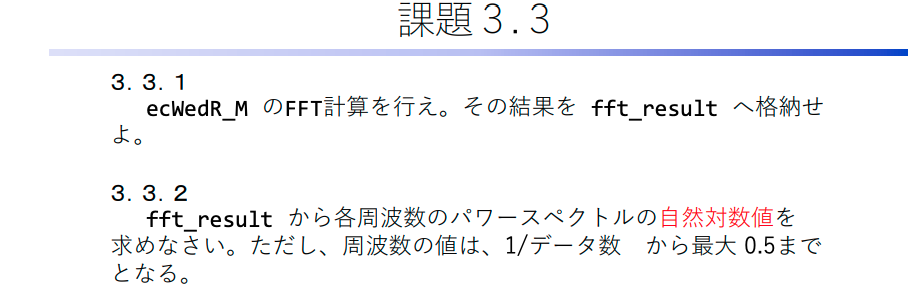 課題 3.3
3. 3. 1
ecWedR_M のFFT計算を行え。その結果を fft_result へ格納せ
よ。
3. 3. 2
fft_result から各周波数のパワースペクトルの自然対数値を
求めなさい。ただし、周波数の値は、1/データ数　から最大 0.5まで
となる。